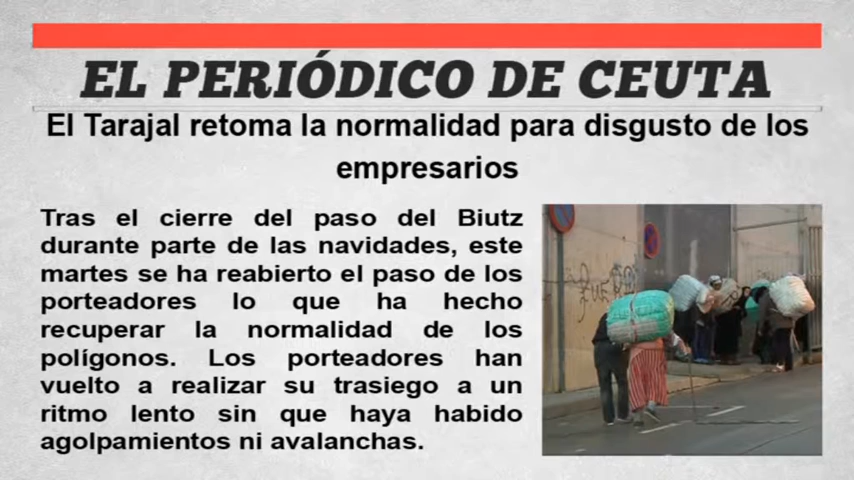 EL PERIÓDICO DE CEUTA
El Tarajal retoma la normalidad para disgusto de los
empresarios
Tras el cierre del paso del Biutz
durante parte de las navidades, este
martes se ha reabierto el paso de los
porteadores lo que ha hecho
recuperar la normalidad de los
polígonos. Los porteadores han
vuelto a realizar su trasiego a un
ritmo lento sin que haya habido
agolpamientos ni avalanchas.